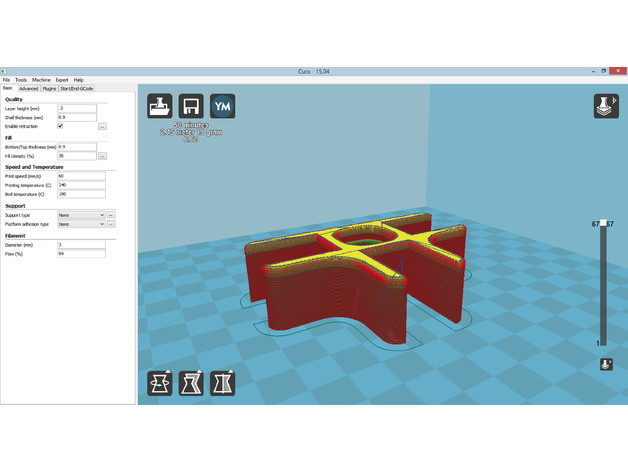 Cura - 15.04
File Tools Machine Expert Help
Basic Advanced Plugins Start/End-GCode
Quality
Layer height (mm) .2
Shell thickness (mm) 0.8
Enable retraction ...
Fill
Bottom/Top thickness (mm) 0.9
Fill Density (%) 30 ...
Speed and Temperature
Print speed (mm/s) 60
Printing temperature (C) 240
Bed temperature (C) 100
Support
Support type None ...
Platform adhesion type None ...
Filament
Diameter (mm) 3
Flow (%) 94
YM
50 minutes
2.15 meter 16 gram
67 67
1